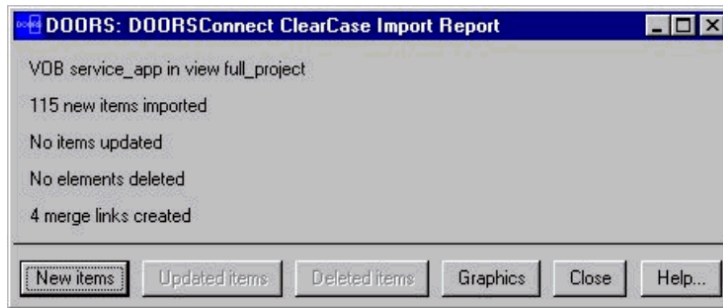 DOORS: DOORSConnect ClearCase Import Report
VOB service_app in view full_project
115 new items imported
No items updated
No elements deleted
4 merge links created
New items Updated items Deleted items Graphics Close Help...